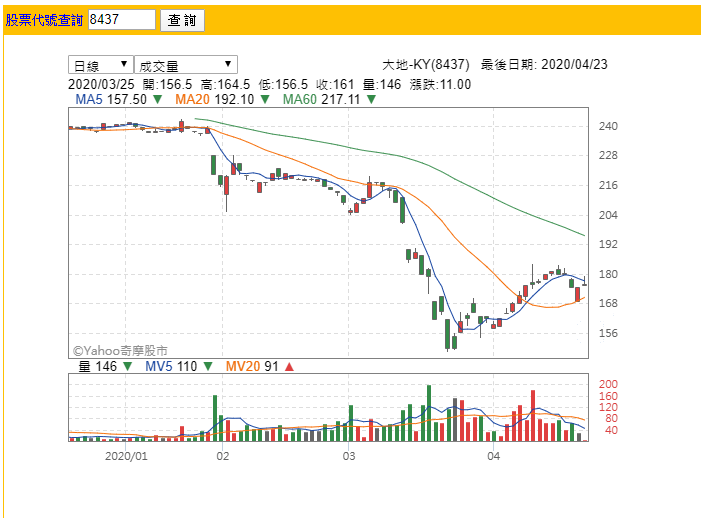 股票代號查詢 8437 查 詢
日線 ▼ 成交量 ▼ 大地-KY(8437) 最後日期: 2020/04/23
2020/03/25 開:156.5 高:164.5 低:156.5 收:161 量:146 漲跌:11.00
MA5 157.50 ▼ MA20 192.10 ▼ MA60 217.11 ▼
240
228
216
204
192
180
168
156
©Yahoo奇摩股市
量 146 ▼ MV5 110 ▼ MV20 91 ▲
200
160
120
80
40
2020/01 02 03 04